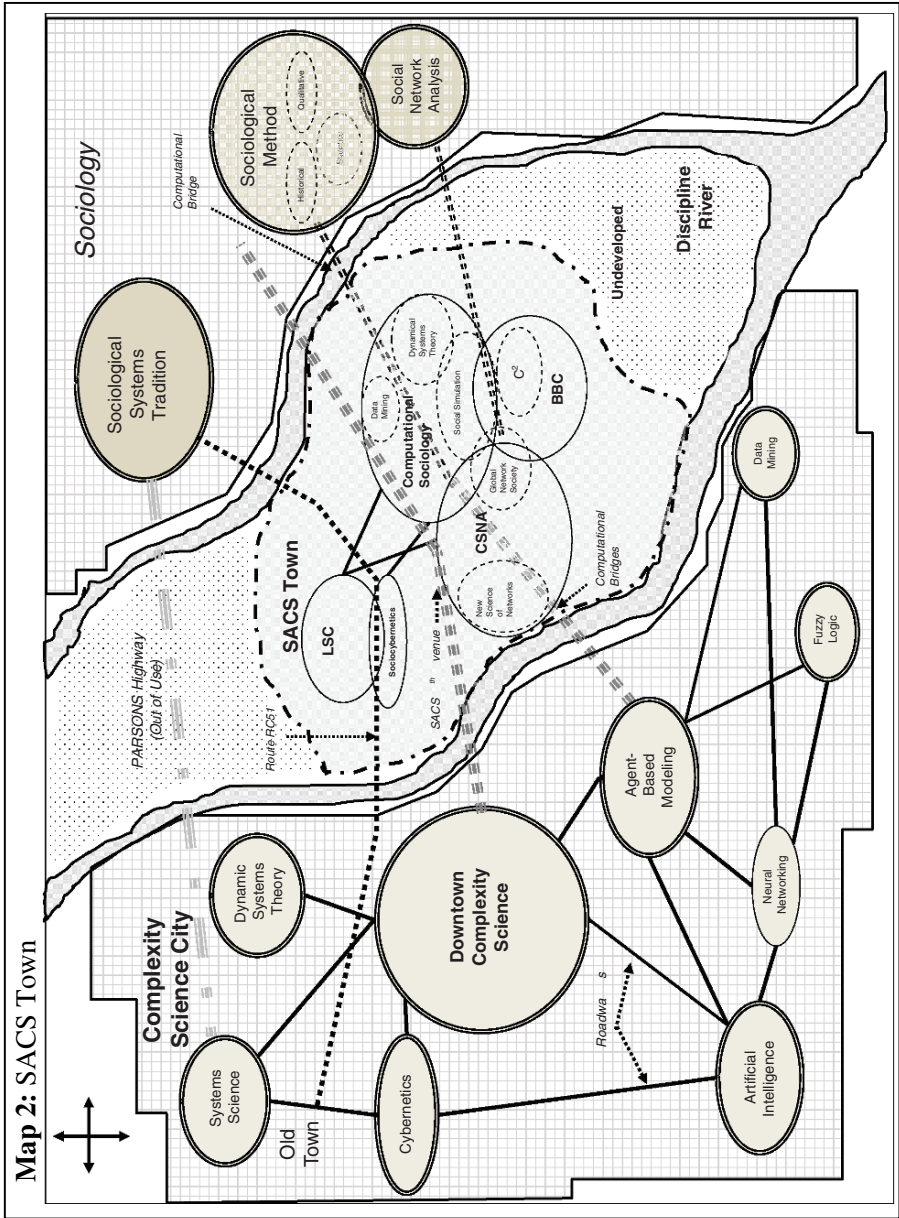 Map 2: SACS Town
Sociology
Complexity
Science City
Old
Town
PARSONS Highway
(Out of Use)
Route RC51
SACS Town
Computational
Bridge
Sociological
Systems
Tradition
Sociological
Method
Historical
Qualitative
Social
Network
Analysis
Systems
Science
Dynamic
Systems
Theory
Cybernetics
Downtown
Complexity
Science
Artificial
Intelligence
Agent-
Based
Modeling
Neural
Networking
Fuzzy
Logic
Data
Mining
Roadwa s
LSC
Sociocybernetics
SACS th venue
Computational
Sociology
Data
Mining
Dynamical
Systems
Theory
Social Simulation
CSNA
New
Science
of
Networks
Global
Network
Society
C²
BBC
Computational
Bridges
Undeveloped
Discipline
River